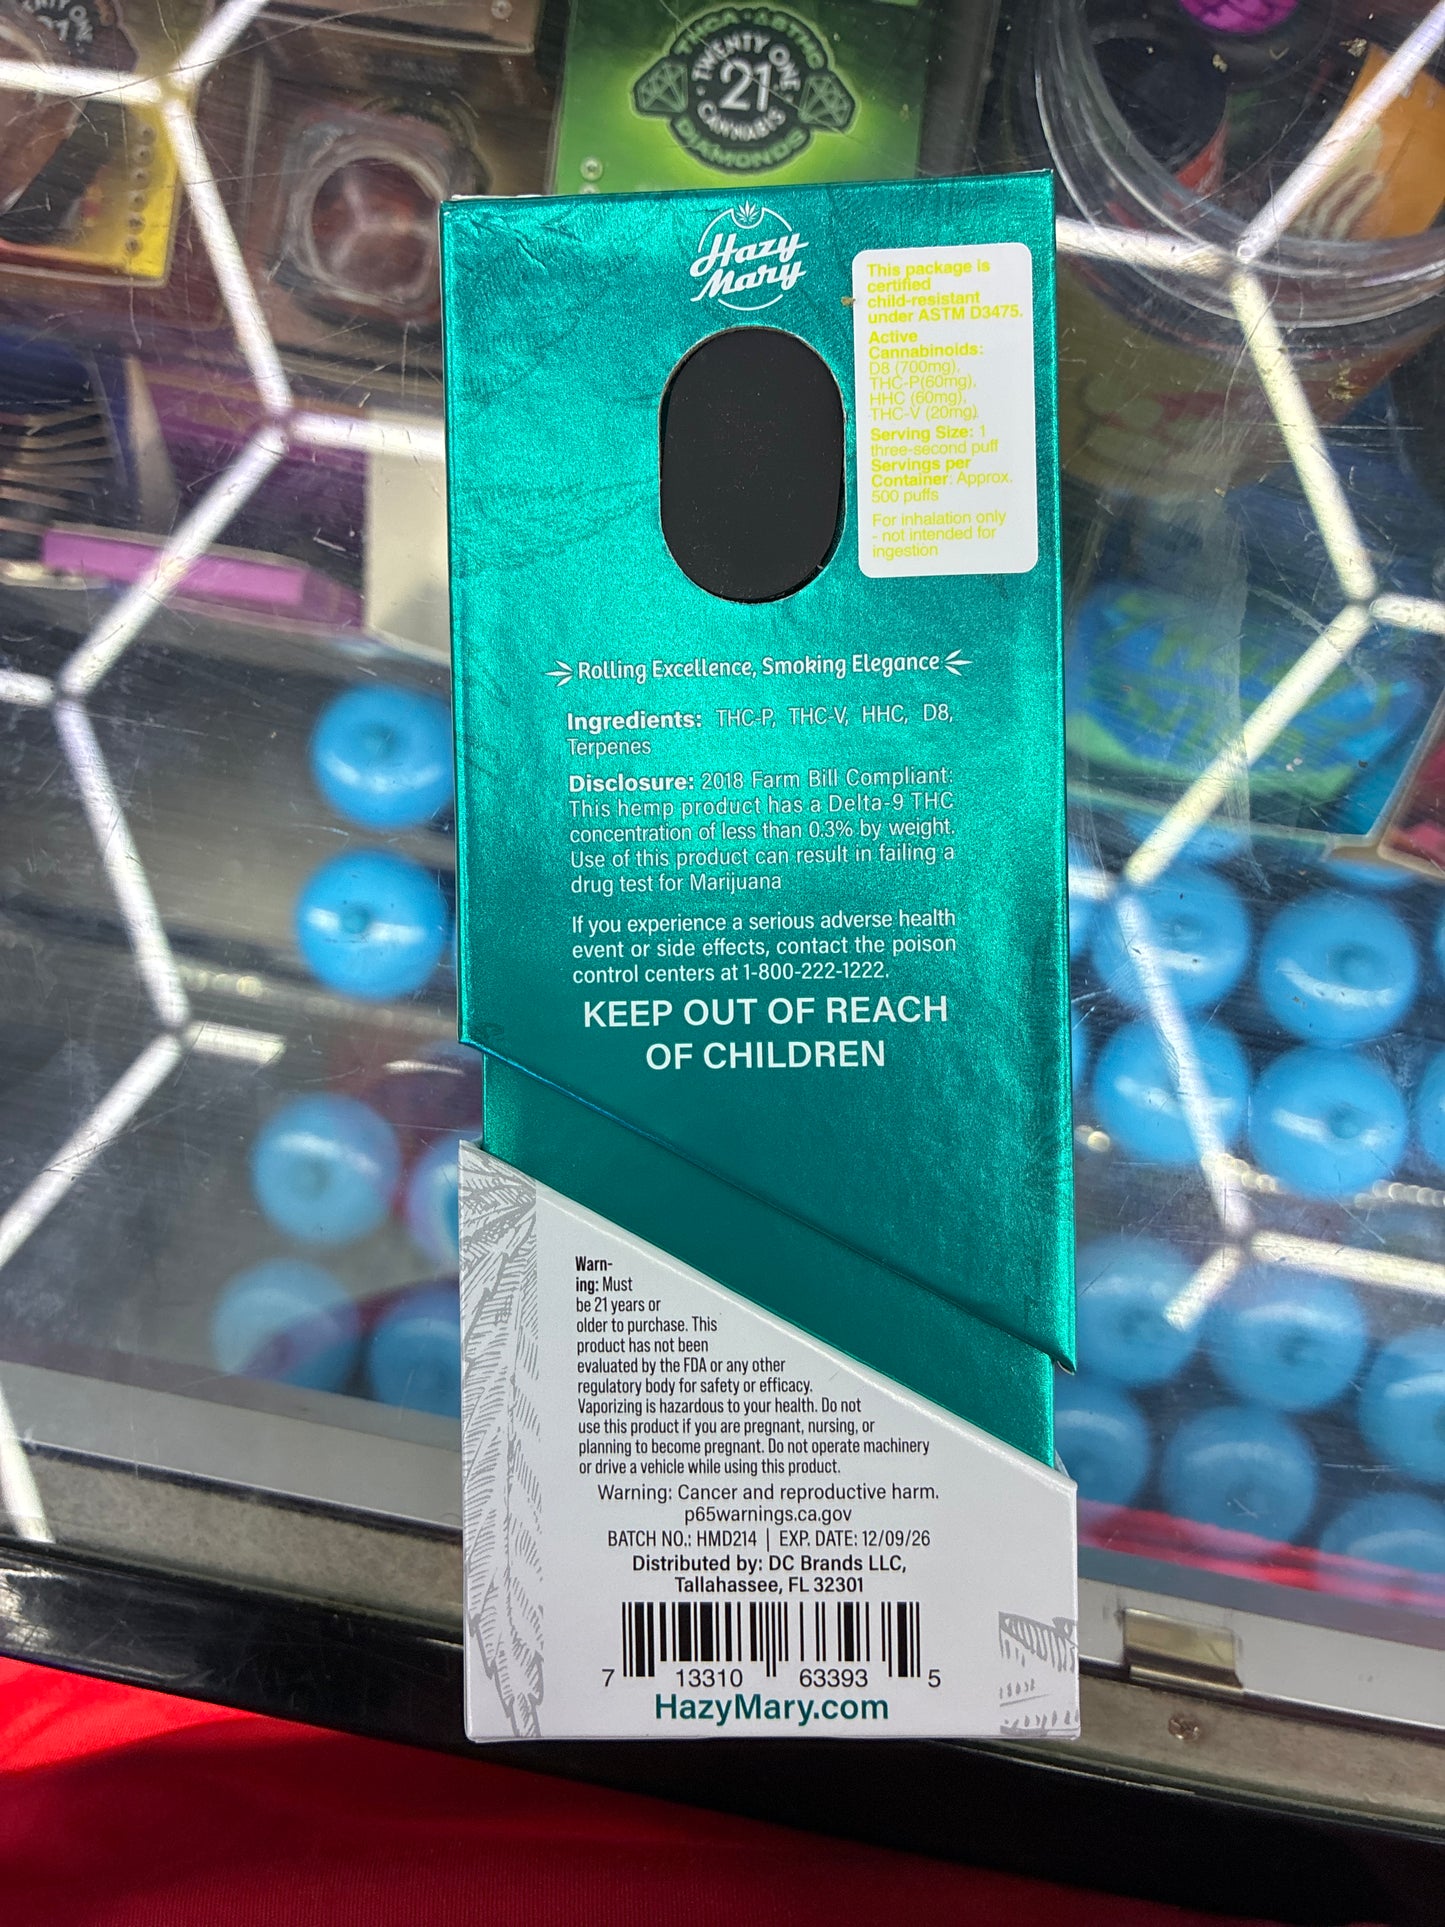 THCA + ASTHC
TWENTY ONE
21
CANNABIS
DIAMONDS
Hazy
Mary
This package is
certified
child-resistant
under ASTM D3475.
Active
Cannabinoids:
D8 (700mg),
THC-P(60mg),
HHC (60mg),
THC-V (20mg)
Serving Size: 1
three-second puff
Servings per
Container: Approx.
500 puffs
For inhalation only
- not intended for
ingestion
Rolling Excellence, Smoking Elegance
Ingredients: THC-P, THC-V, HHC, D8,
Terpenes
Disclosure: 2018 Farm Bill Compliant:
This hemp product has a Delta-9 THC
concentration of less than 0.3% by weight.
Use of this product can result in failing a
drug test for Marijuana
If you experience a serious adverse health
event or side effects, contact the poison
control centers at 1-800-222-1222.
KEEP OUT OF REACH
OF CHILDREN
Warn-
ing: Must
be 21 years or
older to purchase. This
product has not been
evaluated by the FDA or any other
regulatory body for safety or efficacy.
Vaporizing is hazardous to your health. Do not
use this product if you are pregnant, nursing, or
planning to become pregnant. Do not operate machinery
or drive a vehicle while using this product.
Warning: Cancer and reproductive harm.
p65warnings.ca.gov
BATCH NO.: HMD214 | EXP. DATE: 12/09/26
Distributed by: DC Brands LLC,
Tallahassee, FL 32301
7 13310 63393 5
HazyMary.com